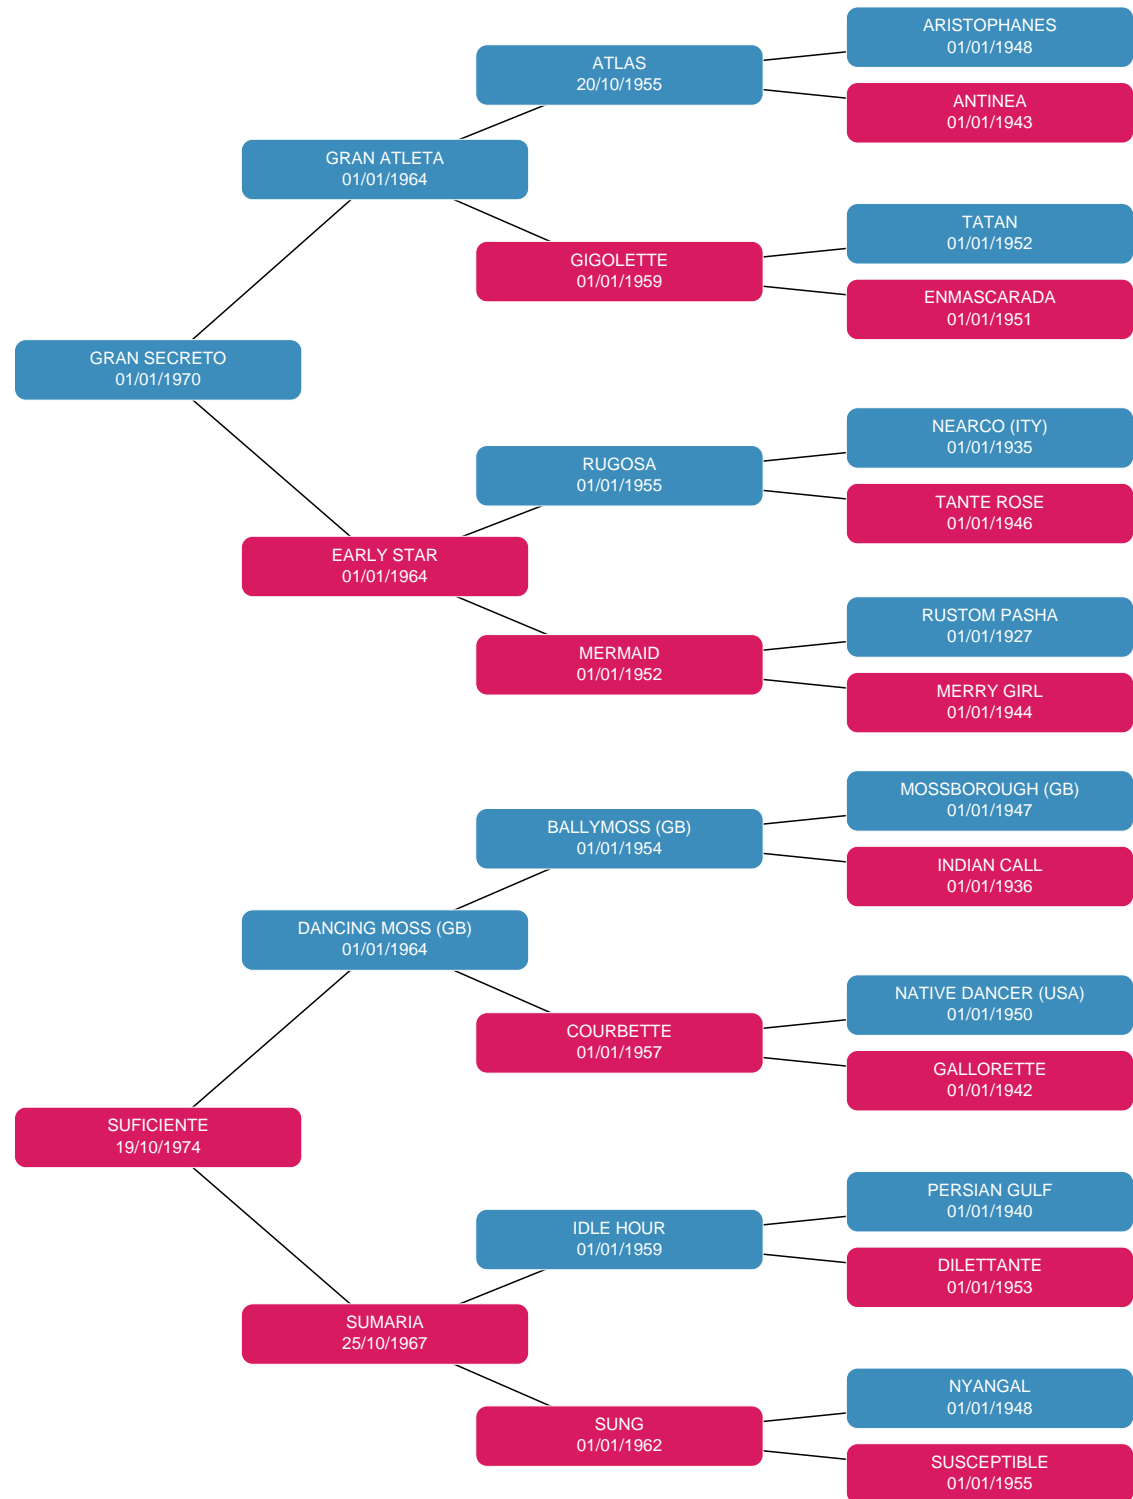 ARISTOPHANES
01/01/1948
ATLAS
20/10/1955
ANTINEA
01/01/1943
GRAN ATLETA
01/01/1964
TATAN
01/01/1952
GIGOLETTE
01/01/1959
ENMASCARADA
01/01/1951
GRAN SECRETO
01/01/1970
NEARCO (ITY)
01/01/1935
RUGOSA
01/01/1955
TANTE ROSE
01/01/1946
EARLY STAR
01/01/1964
RUSTOM PASHA
01/01/1927
MERMAID
01/01/1952
MERRY GIRL
01/01/1944
MOSSBOROUGH (GB)
01/01/1947
BALLYMOSS (GB)
01/01/1954
INDIAN CALL
01/01/1936
DANCING MOSS (GB)
01/01/1964
NATIVE DANCER (USA)
01/01/1950
COURBETTE
01/01/1957
GALLORETTE
01/01/1942
SUFICIENTE
19/10/1974
PERSIAN GULF
01/01/1940
IDLE HOUR
01/01/1959
DILETTANTE
01/01/1953
SUMARIA
25/10/1967
NYANGAL
01/01/1948
SUNG
01/01/1962
SUSCEPTIBLE
01/01/1955